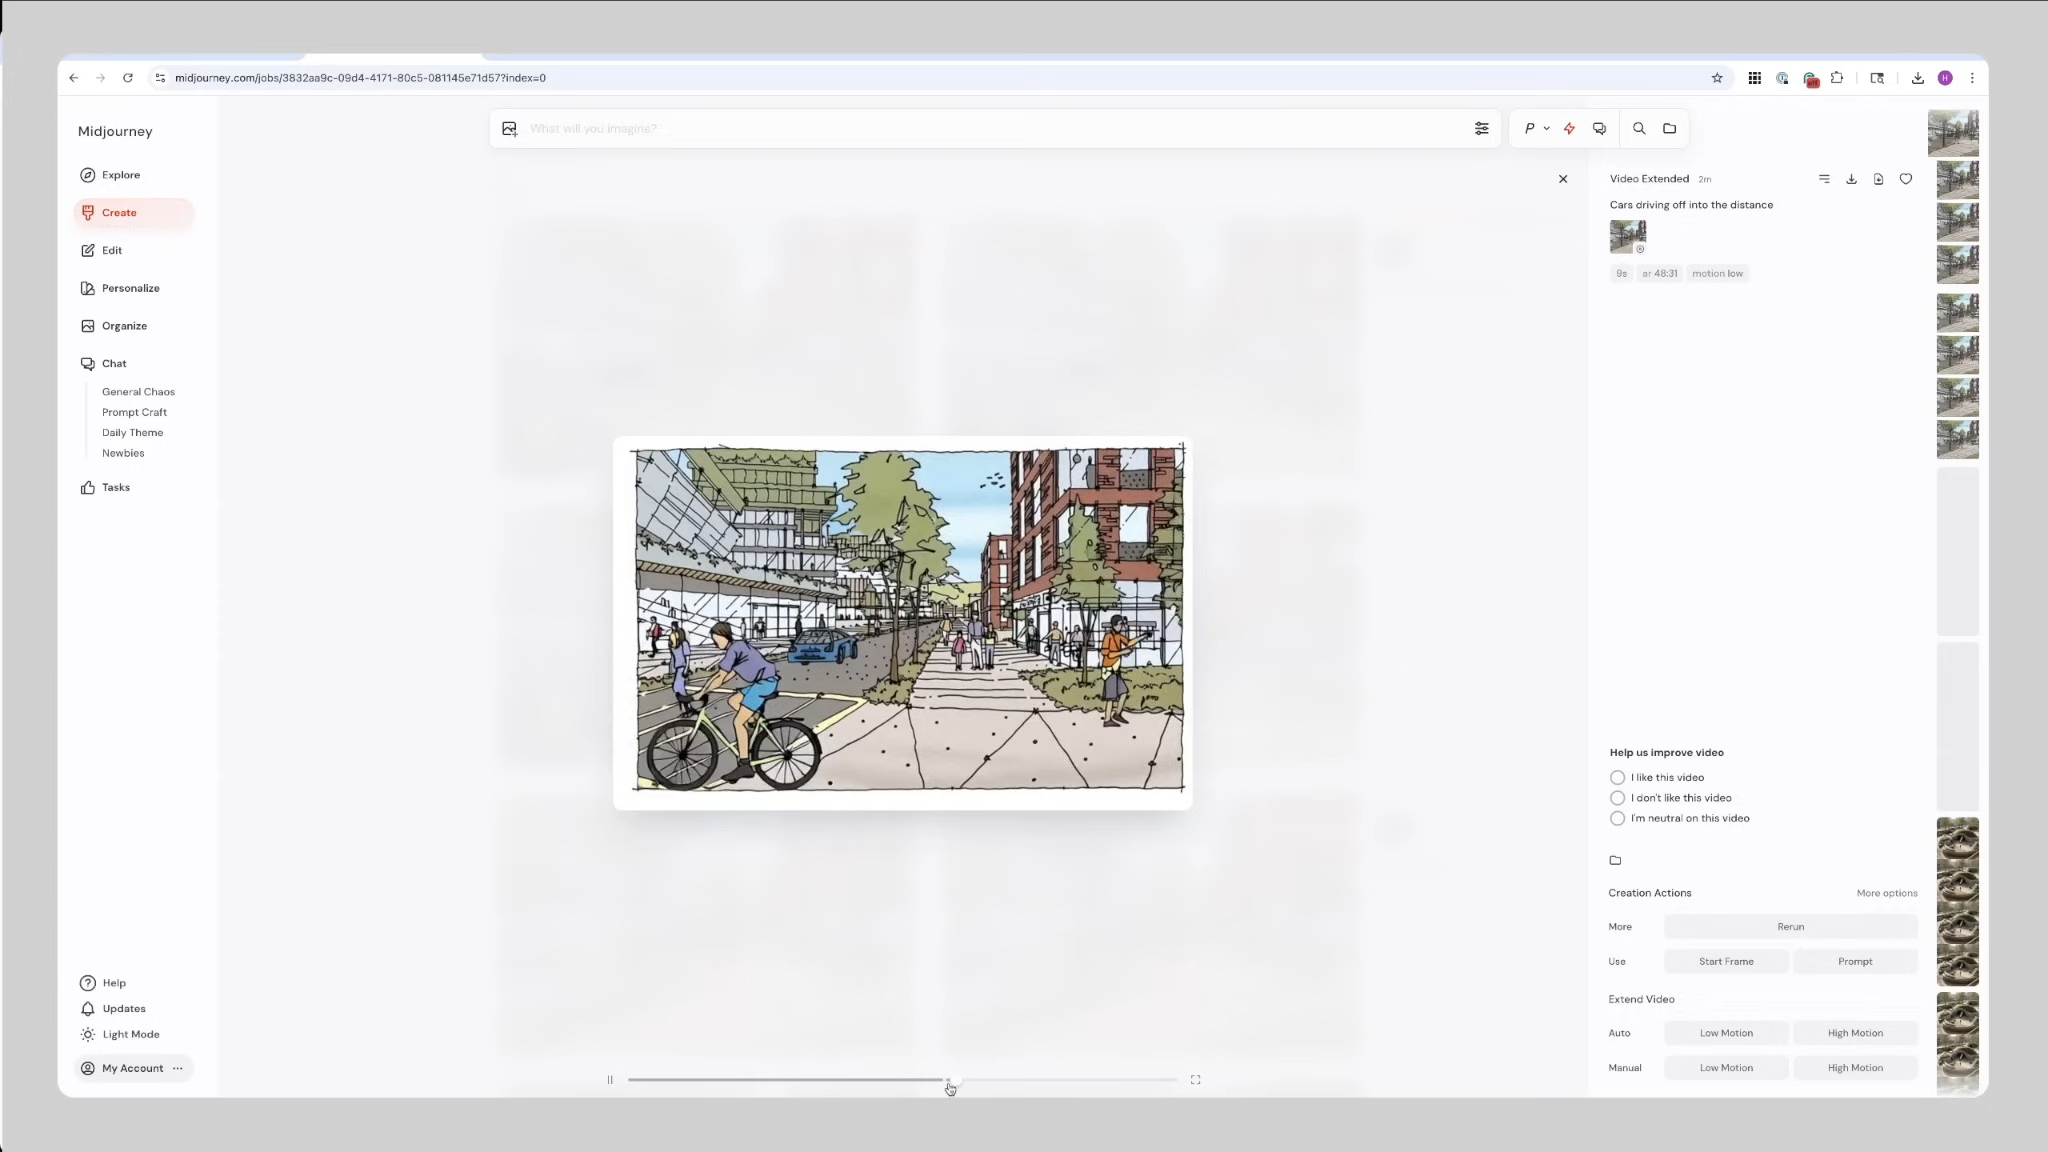 midjourney.com/jobs/3832aa9c-09d4-4171-80c5-081145e71d57?index=0
H
Midjourney
What will you imagine?
P
Explore
Create
Edit
Personalize
Organize
Chat
General Chaos
Prompt Craft
Daily Theme
Newbies
Tasks
Help
Updates
Light Mode
My Account
Video Extended 2m
Cars driving off into the distance
9s ar 48:31 motion low
Help us improve video
I like this video
I don't like this video
I'm neutral on this video
Creation Actions More options
More Rerun
Use Start Frame Prompt
Extend Video
Auto Low Motion High Motion
Manual Low Motion High Motion